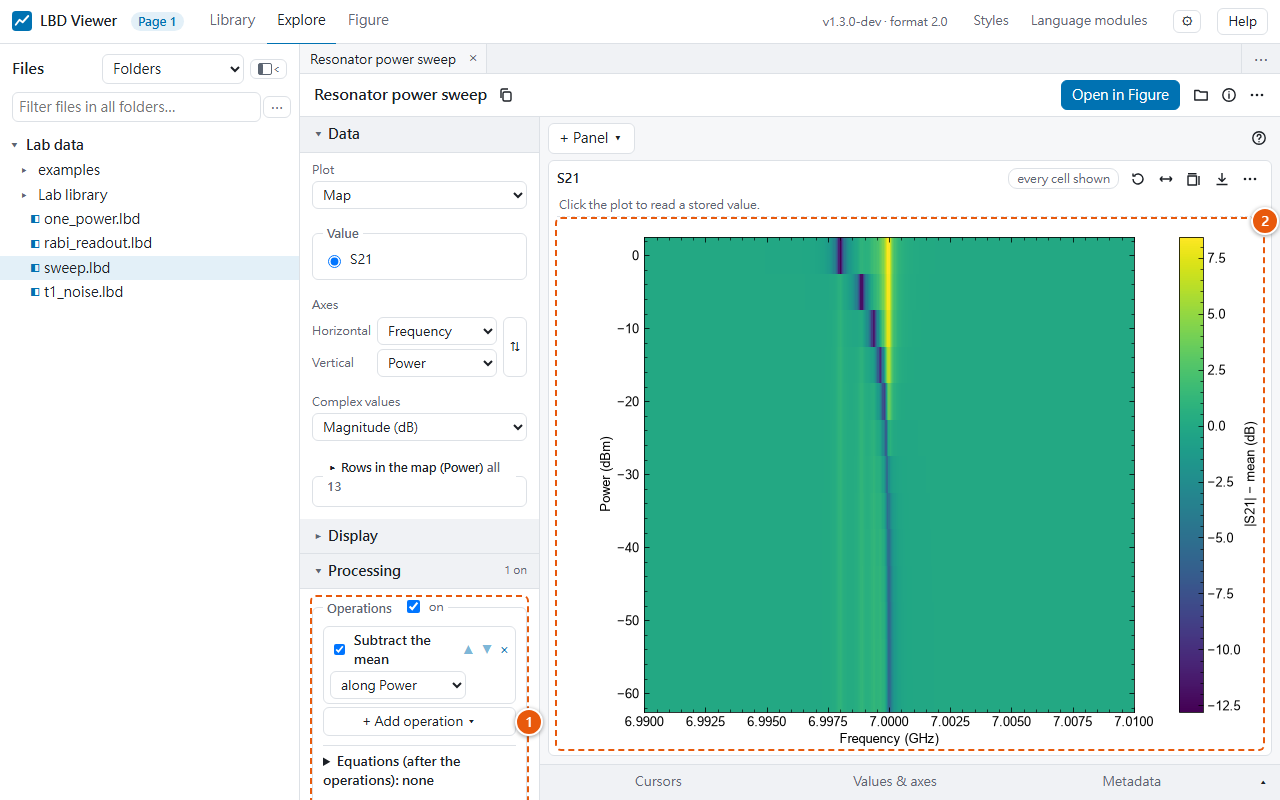 LBD Viewer
Page 1
Library
Explore
Figure
v1.3.0-dev · format 2.0
Styles
Language modules
Help
Files
Folders
Filter files in all folders...
Lab data
examples
Lab library
one_power.lbd
rabi_readout.lbd
sweep.lbd
t1_noise.lbd
Resonator power sweep ×
Resonator power sweep
Open in Figure
Data
Plot
Map
Value
S21
Axes
Horizontal
Frequency
Vertical
Power
Complex values
Magnitude (dB)
Rows in the map (Power) all
13
Display
Processing
1 on
Operations
on
Subtract the
mean
along Power
+ Add operation
1
Equations (after the
operations): none
+ Panel
S21
every cell shown
Click the plot to read a stored value.
2
0
−10
−20
−30
−40
−50
−60
Power (dBm)
6.9900
6.9925
6.9950
6.9975
7.0000
7.0025
7.0050
7.0075
7.0100
Frequency (GHz)
7.5
5.0
2.5
0.0
−2.5
−5.0
−7.5
−10.0
−12.5
|S21| − mean (dB)
Cursors
Values & axes
Metadata